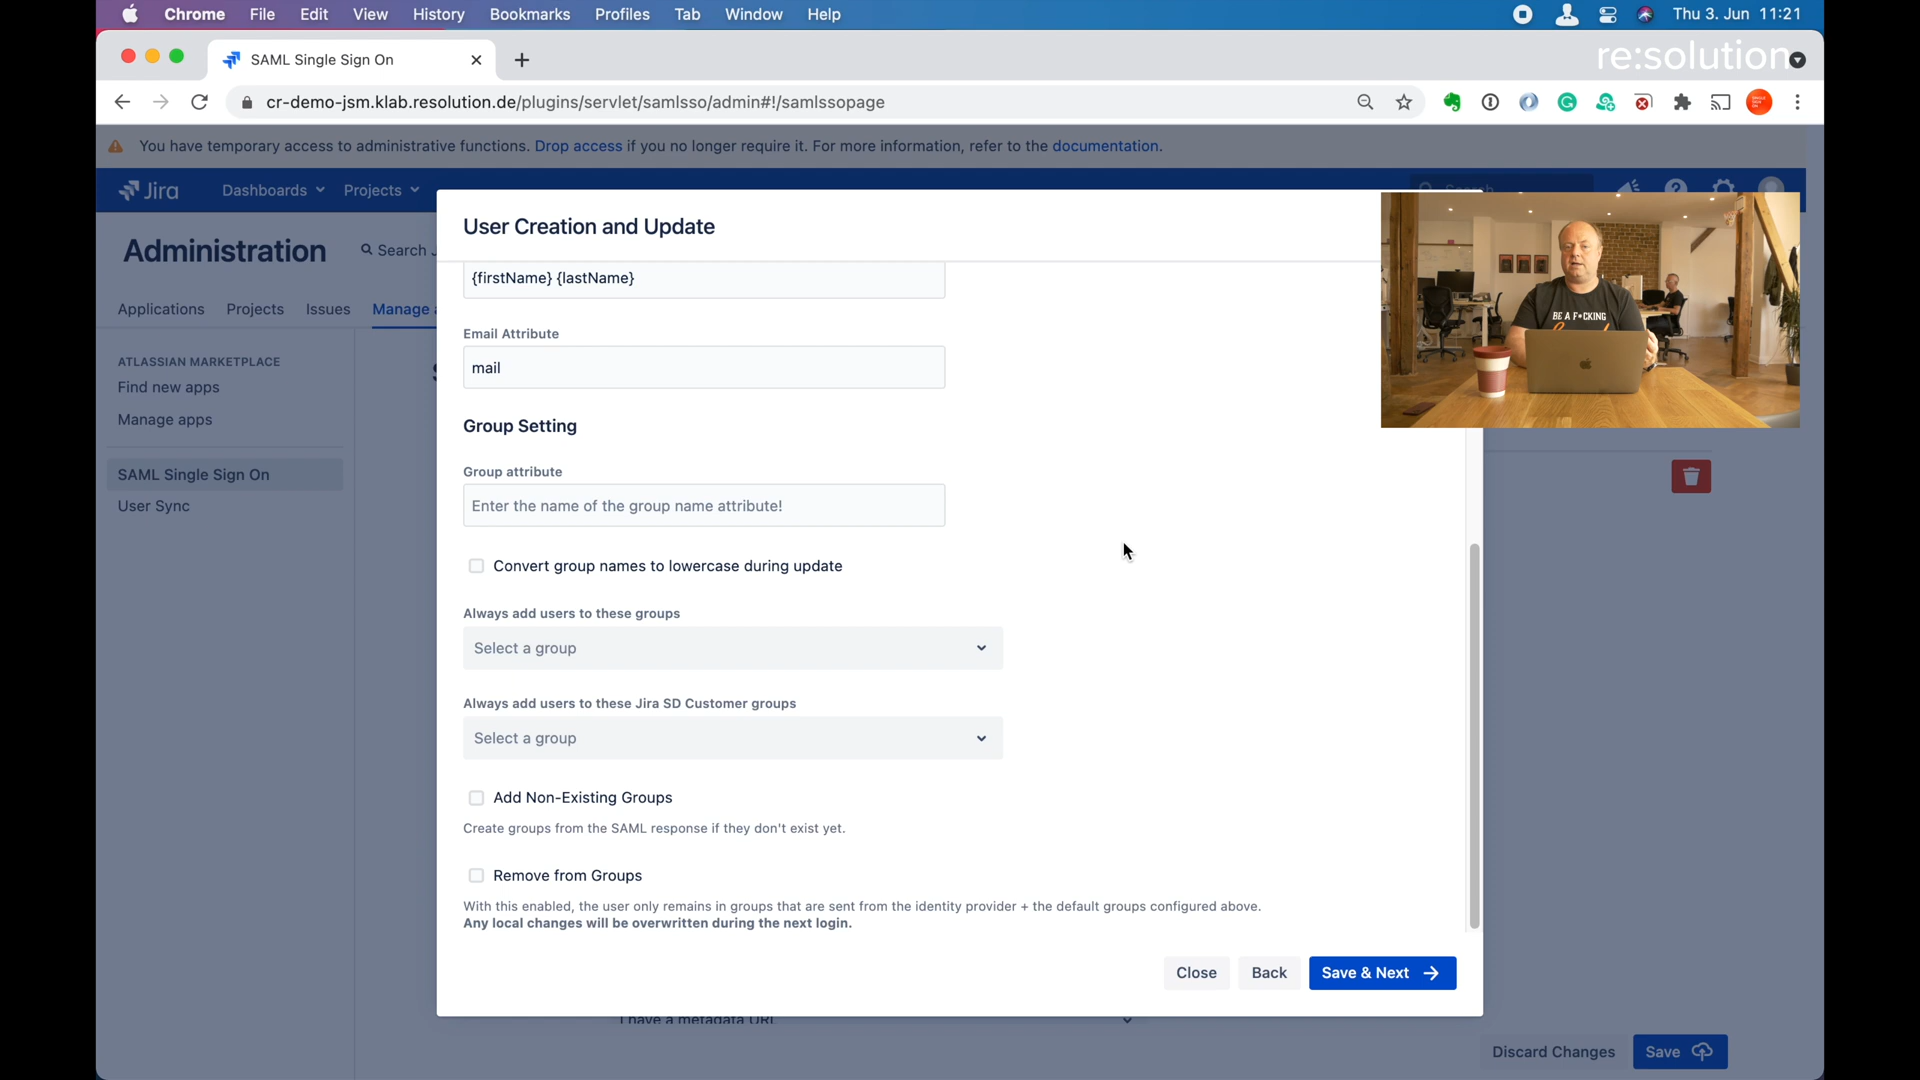 Chrome File Edit View History Bookmarks Profiles Tab Window Help Thu 3. Jun 11:21
SAML Single Sign On
re:solution
cr-demo-jsm.klab.resolution.de/plugins/servlet/samlsso/admin#!/samlssopage
You have temporary access to administrative functions. Drop access if you no longer require it. For more information, refer to the documentation.
Jira Dashboards Projects Search
User Creation and Update
Administration Search
{firstName} {lastName}
Applications Projects Issues Manage
Email Attribute
ATLASSIAN MARKETPLACE
mail
Find new apps
Manage apps
Group Setting
SAML Single Sign On
Group attribute
User Sync
Enter the name of the group name attribute!
Convert group names to lowercase during update
Always add users to these groups
Select a group
Always add users to these Jira SD Customer groups
Select a group
Add Non-Existing Groups
Create groups from the SAML response if they don't exist yet.
Remove from Groups
With this enabled, the user only remains in groups that are sent from the identity provider + the default groups configured above.
Any local changes will be overwritten during the next login.
Close Back Save & Next
I have a metadata URL
Discard Changes Save
BE A F*CKING